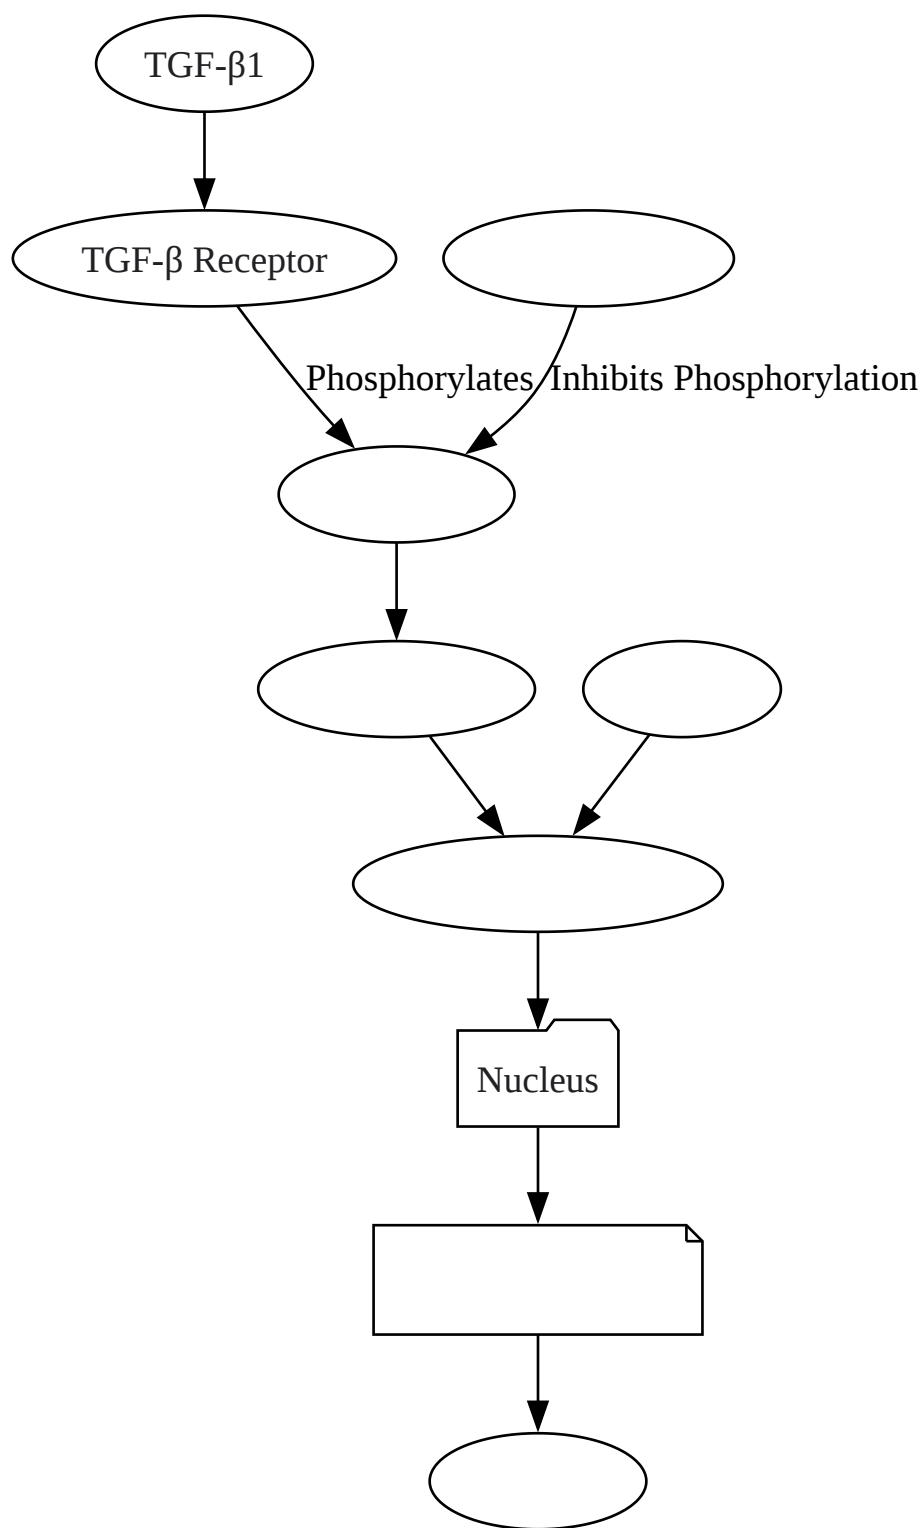 TGF-β1
TGF-β Receptor
Phosphorylates
Inhibits Phosphorylation
Nucleus